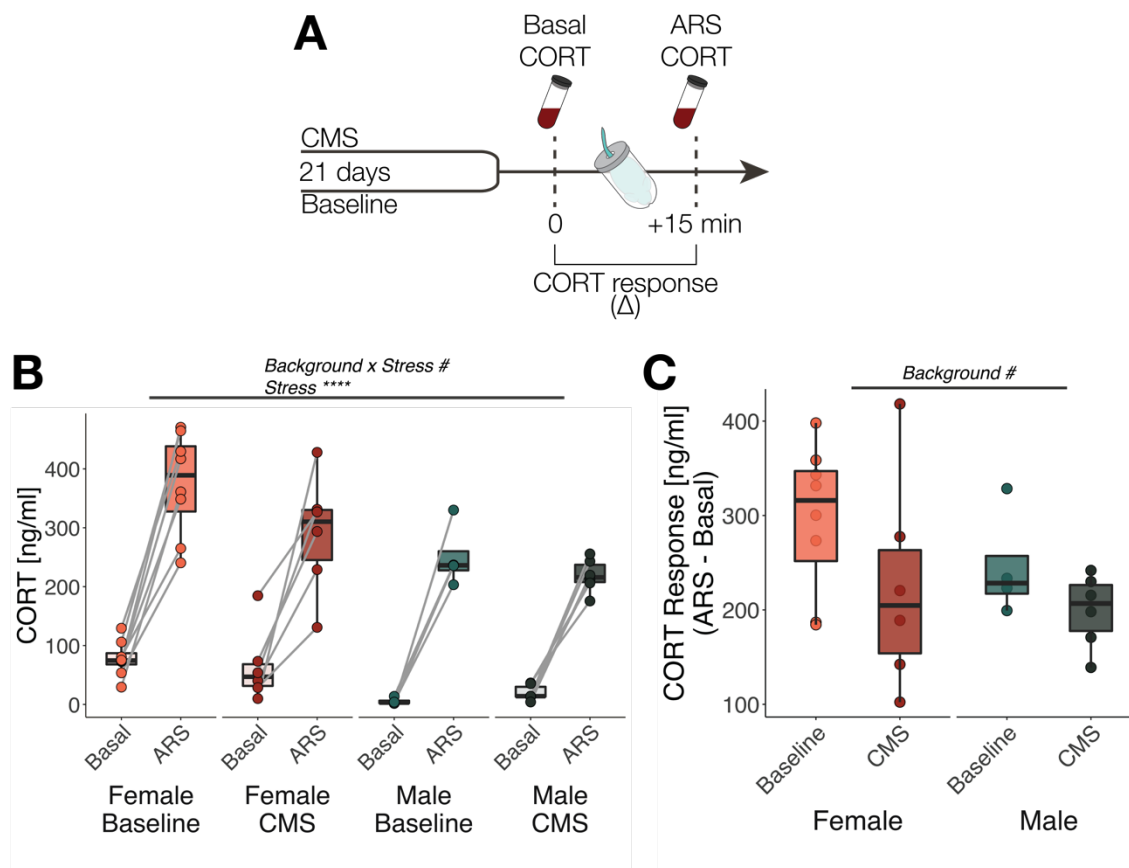 A
Basal
CORT
ARS
CORT
CMS
21 days
Baseline
0
+15 min
CORT response
(Δ)
B
Background x Stress #
Stress ****
CORT [ng/ml]
400
300
200
100
0
Basal
ARS
Basal
ARS
Basal
ARS
Basal
ARS
Female
Baseline
Female
CMS
Male
Baseline
Male
CMS
C
Background #
CORT Response [ng/ml]
(ARS - Basal)
400
300
200
100
Baseline
CMS
Baseline
CMS
Female
Male